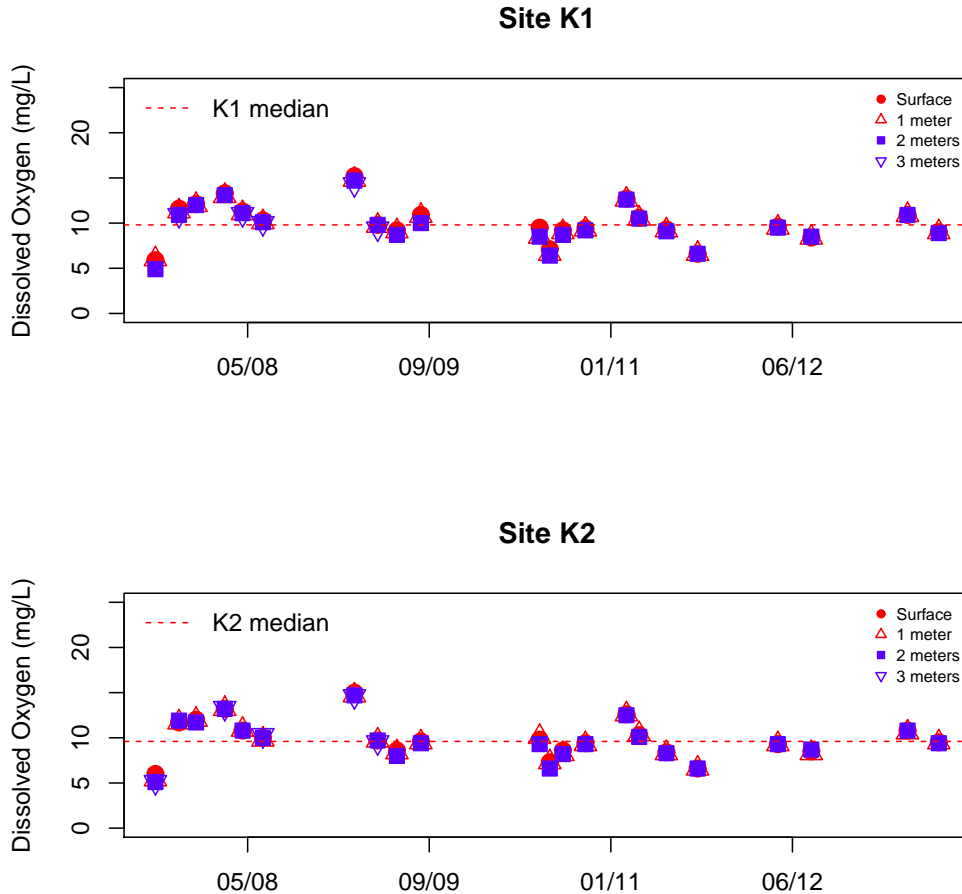 Site K1
Dissolved Oxygen (mg/L)
20
10
5
0
K1 median
Surface
1 meter
2 meters
3 meters
05/08 09/09 01/11 06/12
Site K2
Dissolved Oxygen (mg/L)
20
10
5
0
K2 median
Surface
1 meter
2 meters
3 meters
05/08 09/09 01/11 06/12